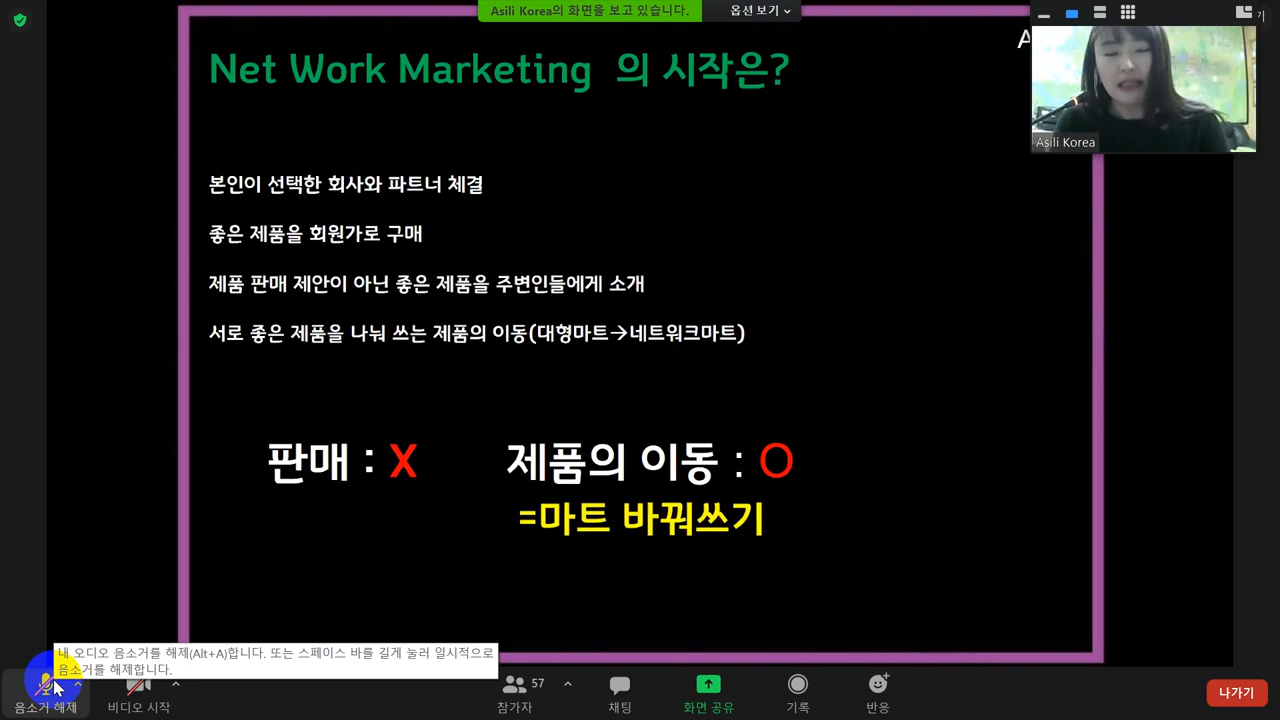 Asili Korea의 화면을 보고 있습니다.
옵션 보기
Net Work Marketing 의 시작은?
Asili Korea
본인이 선택한 회사와 파트너 체결
좋은 제품을 회원가로 구매
제품 판매 제안이 아닌 좋은 제품을 주변인들에게 소개
서로 좋은 제품을 나눠 쓰는 제품의 이동(대형마트→네트워크마트)
판매 : X 제품의 이동 : O
=마트 바꿔쓰기
내 오디오 음소거를 해제(Alt+A)합니다. 또는 스페이스 바를 길게 눌러 일시적으로
음소거를 해제합니다.
음소거 해제
비디오 시작
57
참가자
채팅
화면 공유
기록
반응
나가기